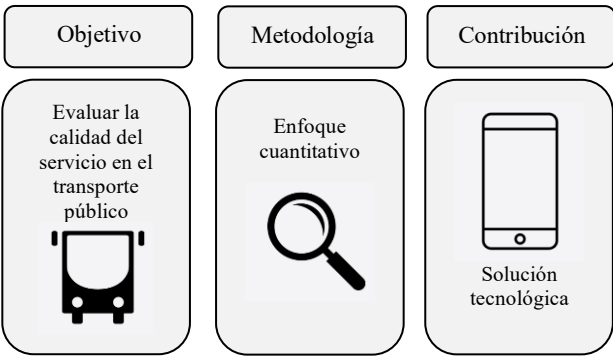 Objetivo
Metodología
Contribución
Evaluar la
calidad del
servicio en el
transporte
público
Enfoque
cuantitativo
Solución
tecnológica